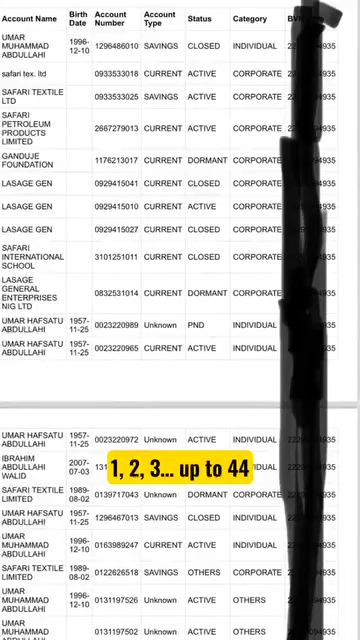 Account Name Birth Date Account Number Account Type Status Category
UMAR MUHAMMAD ABDULLAHI 1996-12-10 1296486010 SAVINGS CLOSED INDIVIDUAL
safari tex. ltd 0933533018 CURRENT ACTIVE CORPORATE
SAFARI TEXTILE LTD 0933533025 SAVINGS ACTIVE CORPORATE
SAFARI PETROLEUM PRODUCTS LIMITED 2667279013 CURRENT ACTIVE CORPORATE
GANDUJE FOUNDATION 1176213017 CURRENT DORMANT CORPORATE
LASAGE GEN 0929415041 CURRENT CLOSED CORPORATE
LASAGE GEN 0929415010 CURRENT ACTIVE CORPORATE
LASAGE GEN 0929415027 CURRENT CLOSED CORPORATE
SAFARI INTERNATIONAL SCHOOL 3101251011 CURRENT CLOSED CORPORATE
LASAGE GENERAL ENTERPRISES NIG LTD 0832531014 CURRENT DORMANT CORPORATE
UMAR HAFSATU ABDULLAHI 1957-11-25 0023220989 Unknown PND INDIVIDUAL
UMAR HAFSATU ABDULLAHI 1957-11-25 0023220965 CURRENT ACTIVE INDIVIDUAL
UMAR HAFSATU ABDULLAHI 1957-11-25 0023220972 Unknown ACTIVE INDIVIDUAL
IBRAHIM ABDULLAHI WALID 2007-07-03
1, 2, 3... up to 44
SAFARI TEXTILE LIMITED 1989-08-02 0139717043 Unknown DORMANT CORPORATE
UMAR HAFSATU ABDULLAHI 1957-11-25 1296467013 SAVINGS CLOSED INDIVIDUAL
UMAR MUHAMMAD ABDULLAHI 1996-12-10 0163989247 CURRENT ACTIVE INDIVIDUAL
SAFARI TEXTILE LIMITED 1989-08-02 0122626518 SAVINGS OTHERS CORPORATE
UMAR MUHAMMAD ABDULLAHI 1996-12-10 0131197526 Unknown ACTIVE OTHERS
UMAR MUHAMMAD 0131197502 Unknown ACTIVE OTHERS